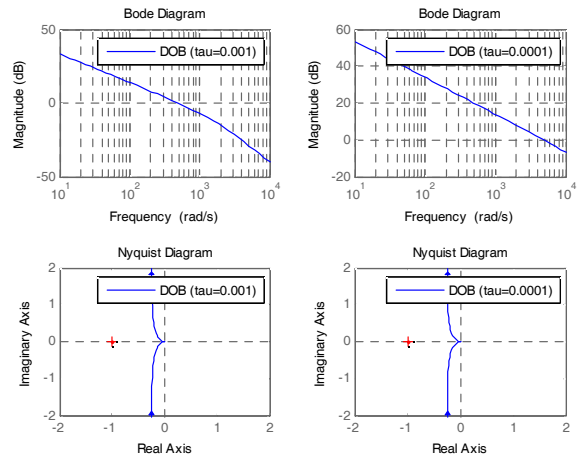 Bode Diagram
DOB (tau=0.001)
Magnitude (dB)
50
0
-50
10^1
10^2
10^3
10^4
Frequency (rad/s)
Bode Diagram
DOB (tau=0.0001)
Magnitude (dB)
60
40
20
0
-20
10^1
10^2
10^3
10^4
Frequency (rad/s)
Nyquist Diagram
DOB (tau=0.001)
Imaginary Axis
2
1
0
-1
-2
-2
-1
0
1
2
Real Axis
Nyquist Diagram
DOB (tau=0.0001)
Imaginary Axis
2
1
0
-1
-2
-2
-1
0
1
2
Real Axis